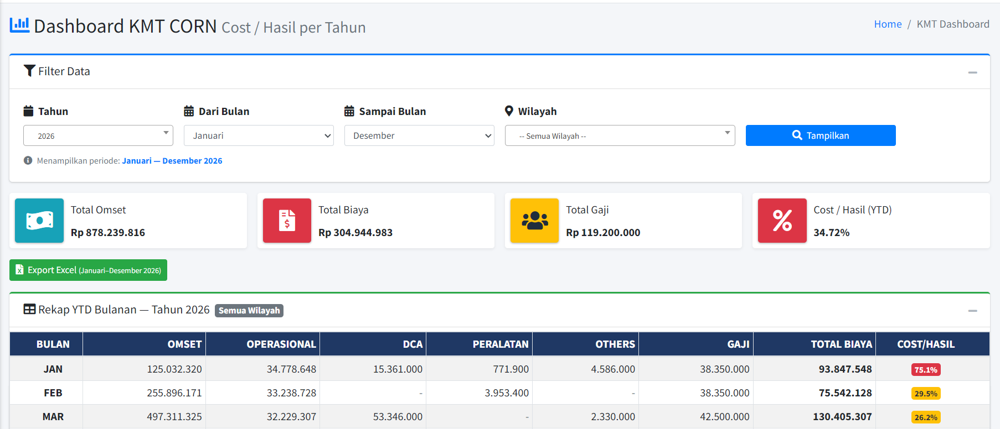 Dashboard KMT CORN Cost / Hasil per Tahun
Home / KMT Dashboard
Filter Data
Tahun Dari Bulan Sampai Bulan Wilayah
2026 Januari Desember -- Semua Wilayah -- Tampilkan
Menampilkan periode: Januari — Desember 2026
Total Omset
Rp 878.239.816
Total Biaya
Rp 304.944.983
Total Gaji
Rp 119.200.000
Cost / Hasil (YTD)
34.72%
Export Excel (Januari–Desember 2026)
Rekap YTD Bulanan — Tahun 2026 Semua Wilayah
BULAN OMSET OPERASIONAL DCA PERALATAN OTHERS GAJI TOTAL BIAYA COST/HASIL
JAN 125.032.320 34.778.648 15.361.000 771.900 4.586.000 38.350.000 93.847.548 75.1%
FEB 255.896.171 33.238.728 - 3.953.400 - 38.350.000 75.542.128 29.5%
MAR 497.311.325 32.229.307 53.346.000 - 2.330.000 42.500.000 130.405.307 26.2%